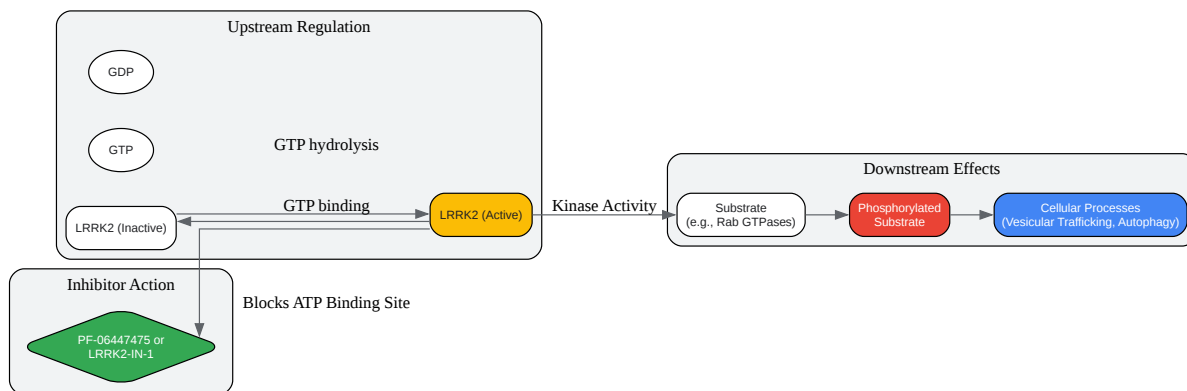 Upstream Regulation
GDP
GTP
GTP hydrolysis
GTP binding
LRRK2 (Inactive)
LRRK2 (Active)
Kinase Activity
Downstream Effects
Substrate
(e.g., Rab GTPases)
Phosphorylated
Substrate
Cellular Processes
(Vesicular Trafficking, Autophagy)
Inhibitor Action
Blocks ATP Binding Site
PF-06447475 or
LRRK2-IN-1